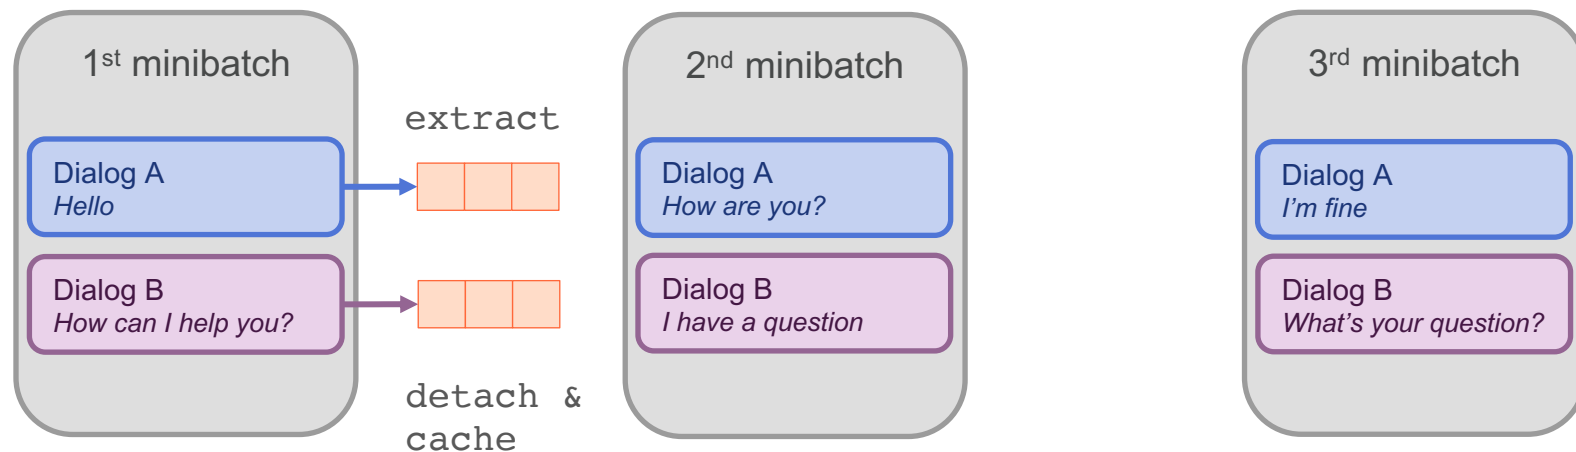 1st minibatch
Dialog A
Hello
Dialog B
How can I help you?
extract
detach &
cache
2nd minibatch
Dialog A
How are you?
Dialog B
I have a question
3rd minibatch
Dialog A
I'm fine
Dialog B
What's your question?